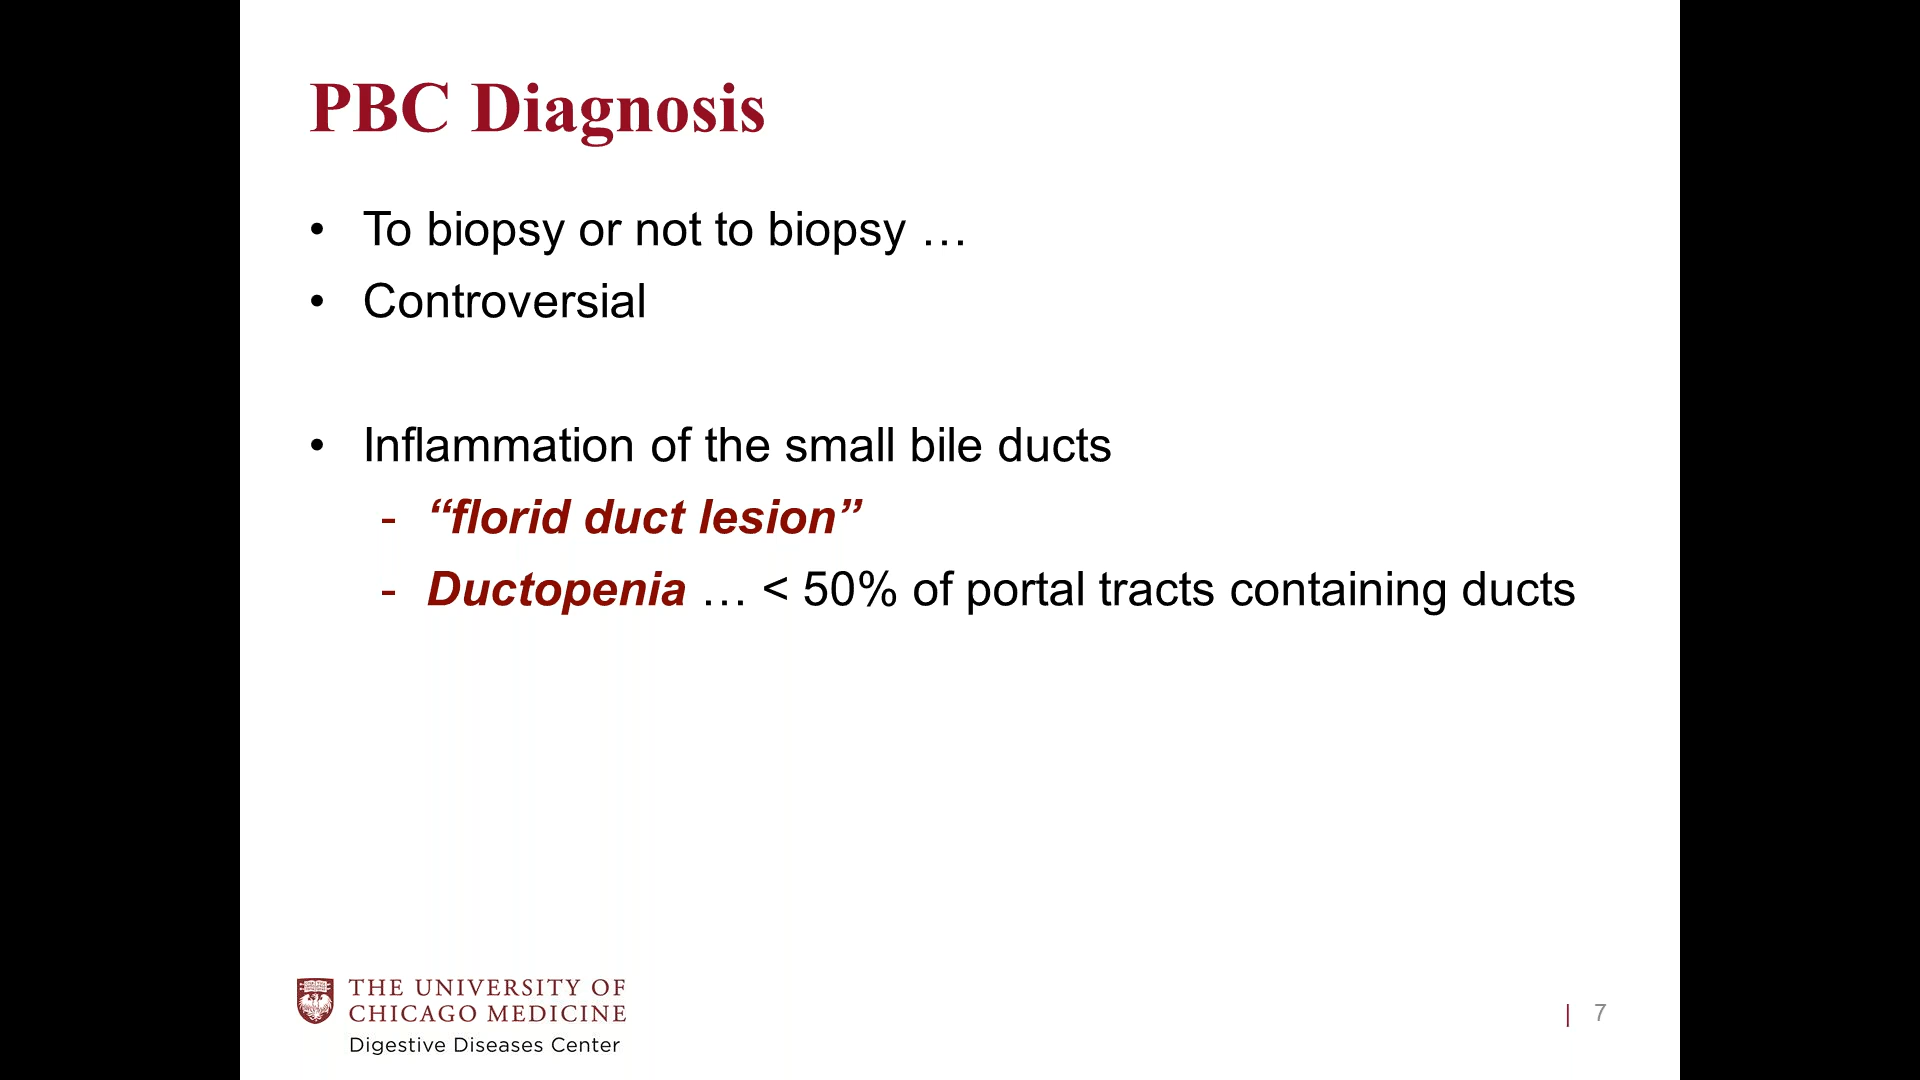 PBC Diagnosis
• To biopsy or not to biopsy …
• Controversial
• Inflammation of the small bile ducts
- “florid duct lesion”
- Ductopenia … < 50% of portal tracts containing ducts
THE UNIVERSITY OF
CHICAGO MEDICINE
Digestive Diseases Center
| 7